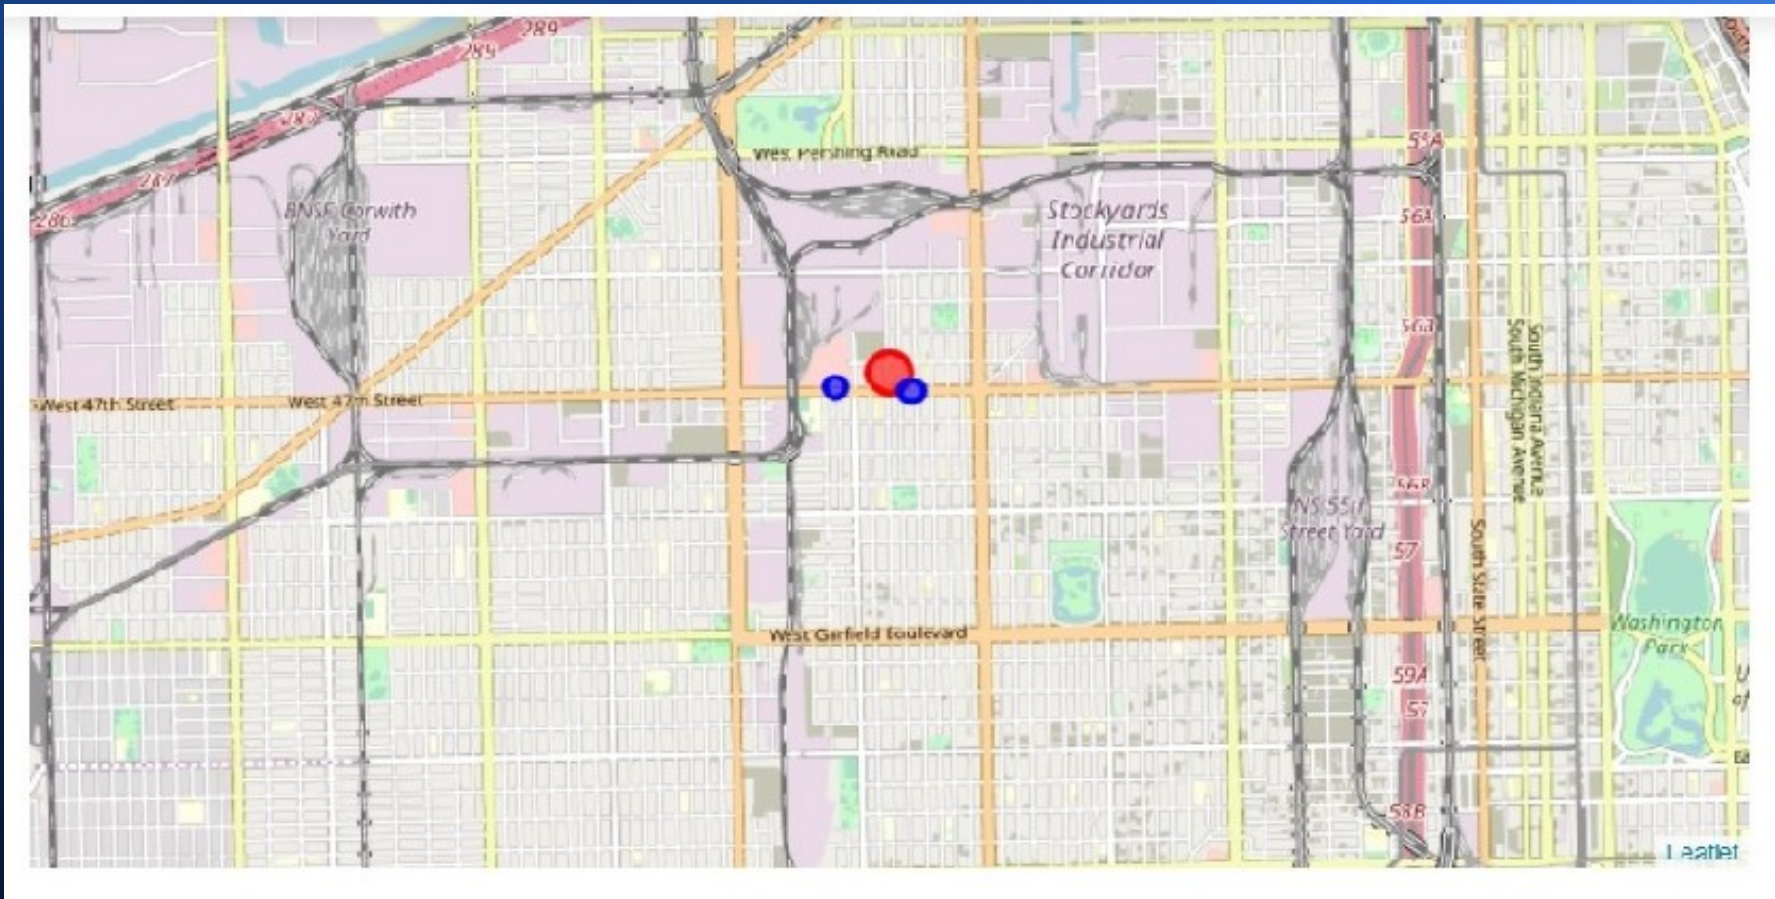 289
289
287
55A
West Pershing Road
287
BNSF Corwith
Yard
Stockyards
Industrial
Corridor
286
56A
56B
South Indiana Avenue
South Michigan Avenue
West 47th Street
West 47th Street
56B
NS 55th
Street Yard
57
South State Street
West Garfield Boulevard
Washington
Park
59A
57
58B
Leaflet